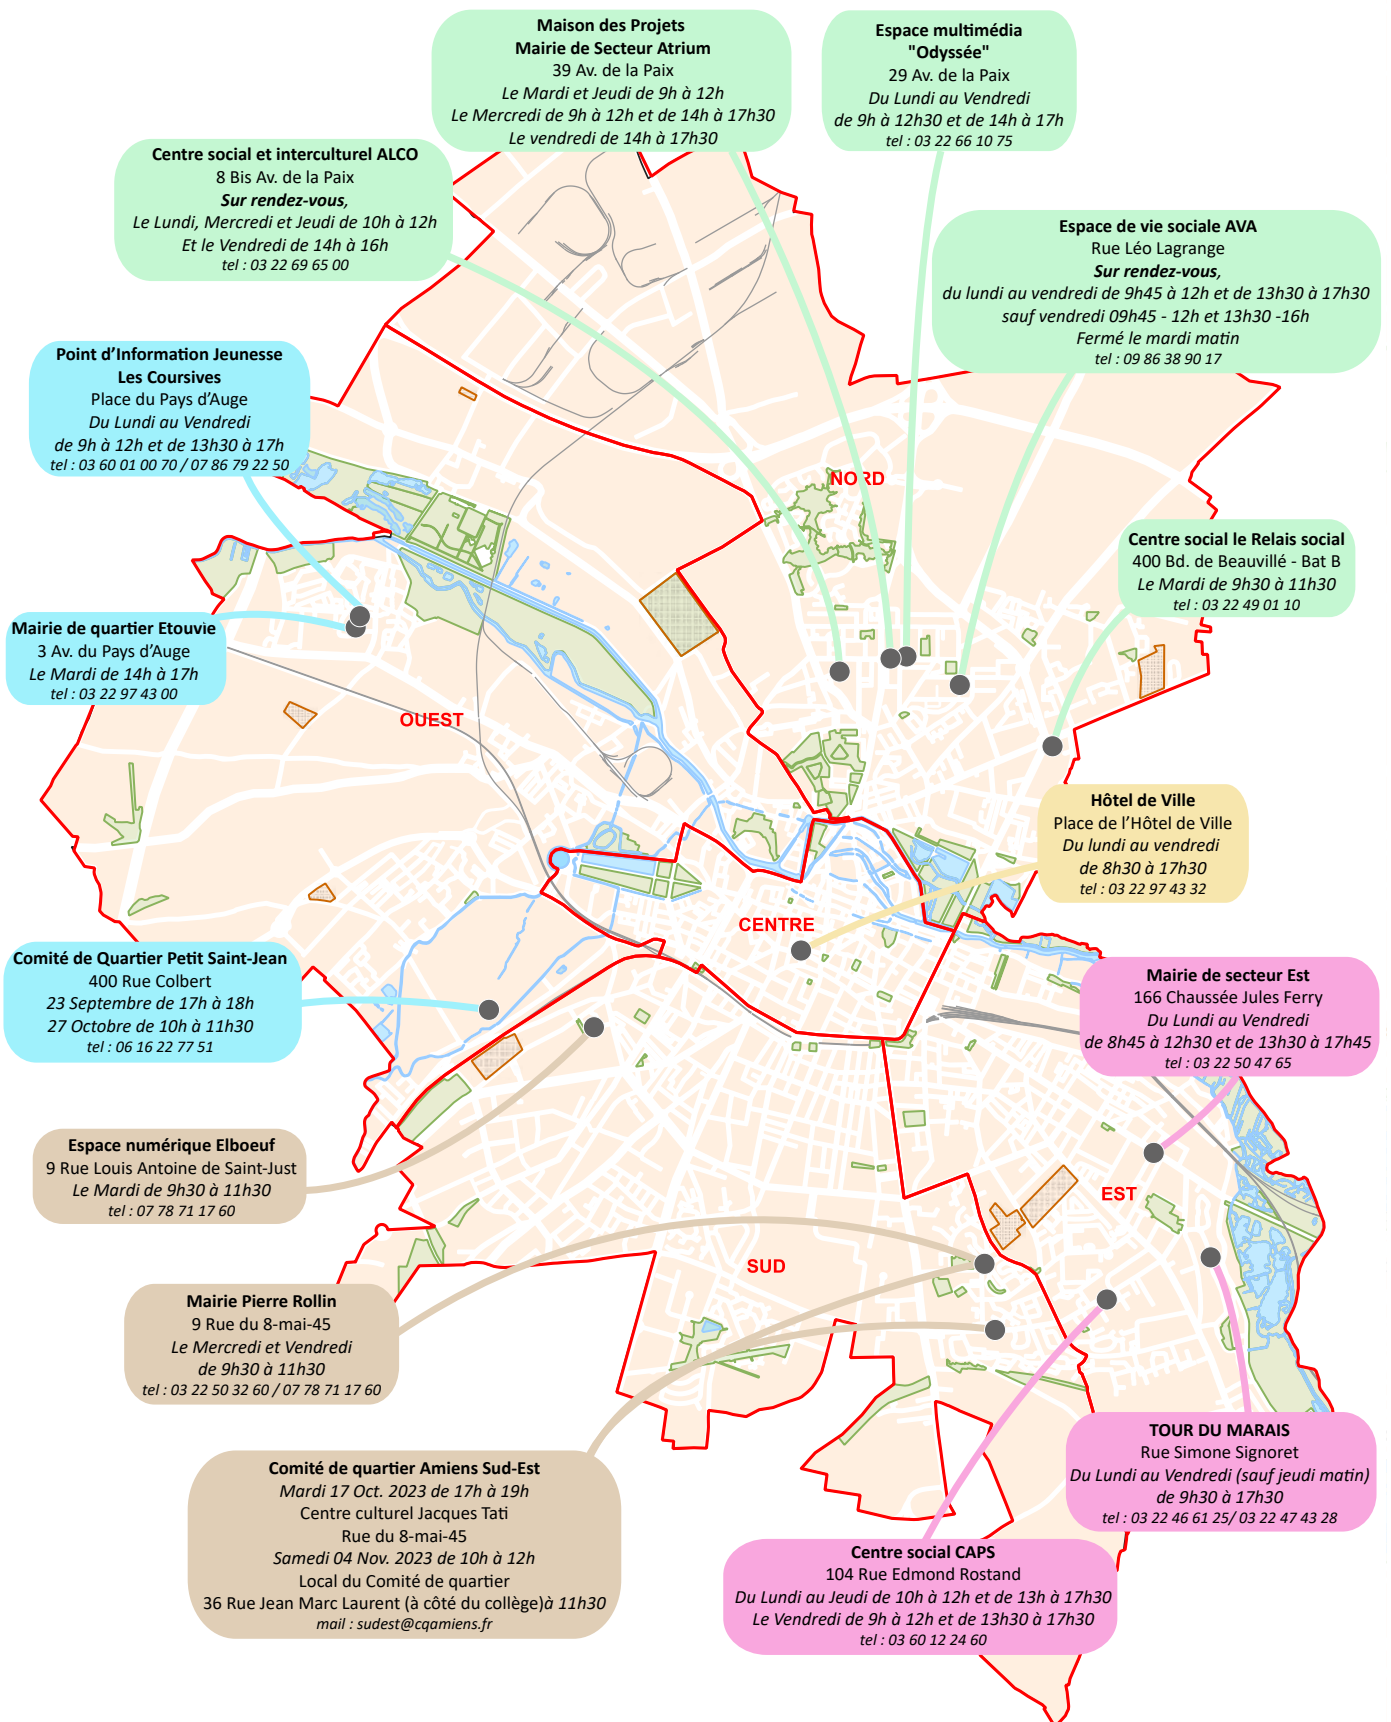 Maison des Projets
Mairie de Secteur Atrium
39 Av. de la Paix
Le Mardi et Jeudi de 9h à 12h
Le Mercredi de 9h à 12h et de 14h à 17h30
Le vendredi de 14h à 17h30
Espace multimédia
"Odyssée"
29 Av. de la Paix
Du Lundi au Vendredi
de 9h à 12h30 et de 14h à 17h
tel : 03 22 66 10 75
Centre social et interculturel ALCO
8 Bis Av. de la Paix
Sur rendez-vous,
Le Lundi, Mercredi et Jeudi de 10h à 12h
Et le Vendredi de 14h à 16h
tel : 03 22 69 65 00
Espace de vie sociale AVA
Rue Léo Lagrange
Sur rendez-vous,
du lundi au vendredi de 9h45 à 12h et de 13h30 à 17h30
sauf vendredi 09h45 - 12h et 13h30 -16h
Fermé le mardi matin
tel : 09 86 38 90 17
Point d’Information Jeunesse
Les Coursives
Place du Pays d’Auge
Du Lundi au Vendredi
de 9h à 12h et de 13h30 à 17h
tel : 03 60 01 00 70 / 07 86 79 22 50
NORD
Centre social le Relais social
400 Bd. de Beauvillé - Bat B
Le Mardi de 9h30 à 11h30
tel : 03 22 49 01 10
Mairie de quartier Etouvie
3 Av. du Pays d’Auge
Le Mardi de 14h à 17h
tel : 03 22 97 43 00
OUEST
Hôtel de Ville
Place de l’Hôtel de Ville
Du lundi au vendredi
de 8h30 à 17h30
tel : 03 22 97 43 32
CENTRE
Comité de Quartier Petit Saint-Jean
400 Rue Colbert
23 Septembre de 17h à 18h
27 Octobre de 10h à 11h30
tel : 06 16 22 77 51
Mairie de secteur Est
166 Chaussée Jules Ferry
Du Lundi au Vendredi
de 8h45 à 12h30 et de 13h30 à 17h45
tel : 03 22 50 47 65
Espace numérique Elboeuf
9 Rue Louis Antoine de Saint-Just
Le Mardi de 9h30 à 11h30
tel : 07 78 71 17 60
EST
SUD
Mairie Pierre Rollin
9 Rue du 8-mai-45
Le Mercredi et Vendredi
de 9h30 à 11h30
tel : 03 22 50 32 60 / 07 78 71 17 60
TOUR DU MARAIS
Rue Simone Signoret
Du Lundi au Vendredi (sauf jeudi matin)
de 9h30 à 17h30
tel : 03 22 46 61 25/ 03 22 47 43 28
Comité de quartier Amiens Sud-Est
Mardi 17 Oct. 2023 de 17h à 19h
Centre culturel Jacques Tati
Rue du 8-mai-45
Samedi 04 Nov. 2023 de 10h à 12h
Local du Comité de quartier
36 Rue Jean Marc Laurent (à côté du collège)à 11h30
mail : sudest@cqamiens.fr
Centre social CAPS
104 Rue Edmond Rostand
Du Lundi au Jeudi de 10h à 12h et de 13h à 17h30
Le Vendredi de 9h à 12h et de 13h30 à 17h30
tel : 03 60 12 24 60